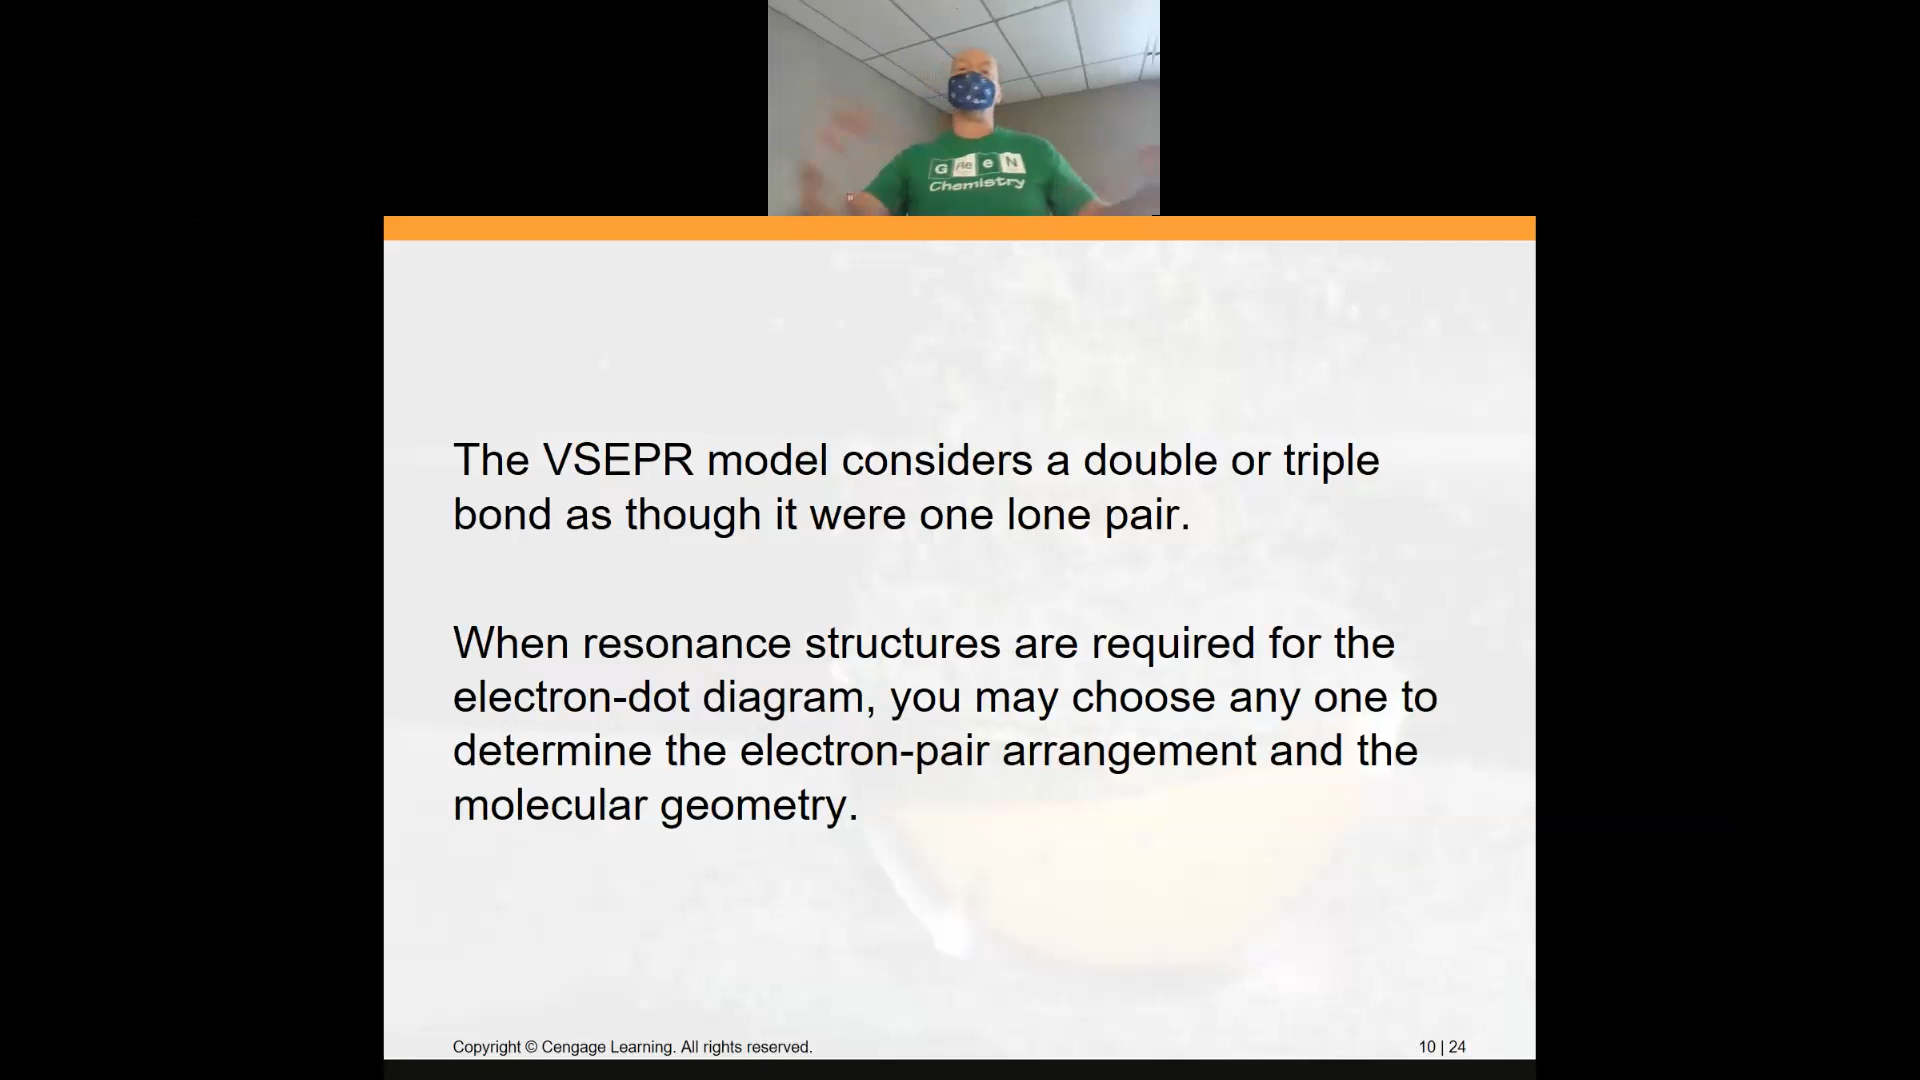 G Re e N
Chemistry
The VSEPR model considers a double or triple
bond as though it were one lone pair.
When resonance structures are required for the
electron-dot diagram, you may choose any one to
determine the electron-pair arrangement and the
molecular geometry.
Copyright © Cengage Learning. All rights reserved.
10 | 24